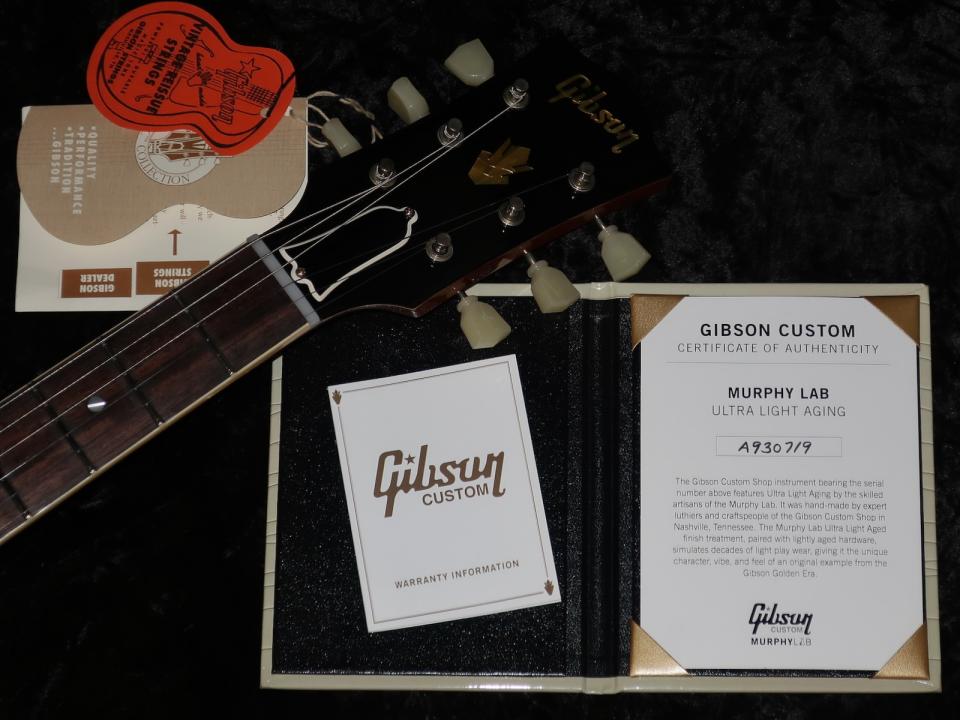 VINTAGE-REISSUE
STRINGS
Gibson
GIBSON STRINGS
•QUALITY
•PERFORMANCE
•TRADITION
....GIBSON
COLLECTION
will
GIBSON
DEALER
GIBSON
STRINGS
Gibson
Gibson
CUSTOM
WARRANTY INFORMATION
GIBSON CUSTOM
CERTIFICATE OF AUTHENTICITY
MURPHY LAB
ULTRA LIGHT AGING
A930719
The Gibson Custom Shop instrument bearing the serial
number above features Ultra Light Aging by the skilled
artisans of the Murphy Lab. It was hand-made by expert
luthiers and craftspeople of the Gibson Custom Shop in
Nashville, Tennessee. The Murphy Lab Ultra Light Aged
finish treatment, paired with lightly aged hardware,
simulates decades of light play wear, giving it the unique
character, vibe, and feel of an original example from the
Gibson Golden Era.
Gibson
CUSTOM
MURPHYLAB